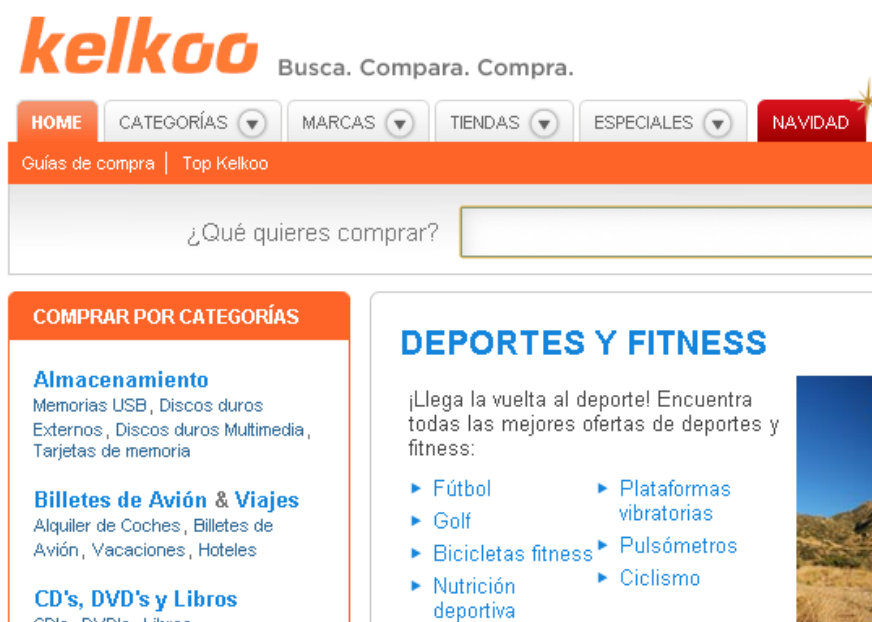 kelkoo Busca. Compara. Compra.
HOME CATEGORÍAS MARCAS TIENDAS ESPECIALES NAVIDAD
Guías de compra | Top Kelkoo
¿Qué quieres comprar?
COMPRAR POR CATEGORÍAS
Almacenamiento
Memorias USB, Discos duros
Externos, Discos duros Multimedia,
Tarjetas de memoria
Billetes de Avión & Viajes
Alquiler de Coches, Billetes de
Avión, Vacaciones, Hoteles
CD's, DVD's y Libros
CD's, DVD's, Libros
DEPORTES Y FITNESS
¡Llega la vuelta al deporte! Encuentra
todas las mejores ofertas de deportes y
fitness:
Fútbol
Golf
Bicicletas fitness
Nutrición
deportiva
Plataformas
vibratorias
Pulsómetros
Ciclismo